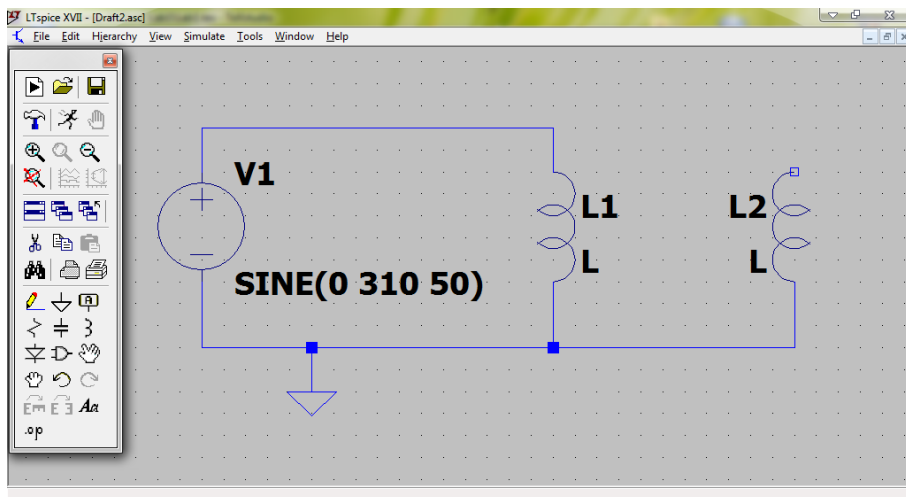 LTspice XVII - [Draft2.asc]
File Edit Hierarchy View Simulate Tools Window Help
V1
L1
L2
L
L
SINE(0 310 50)
Aa
.op